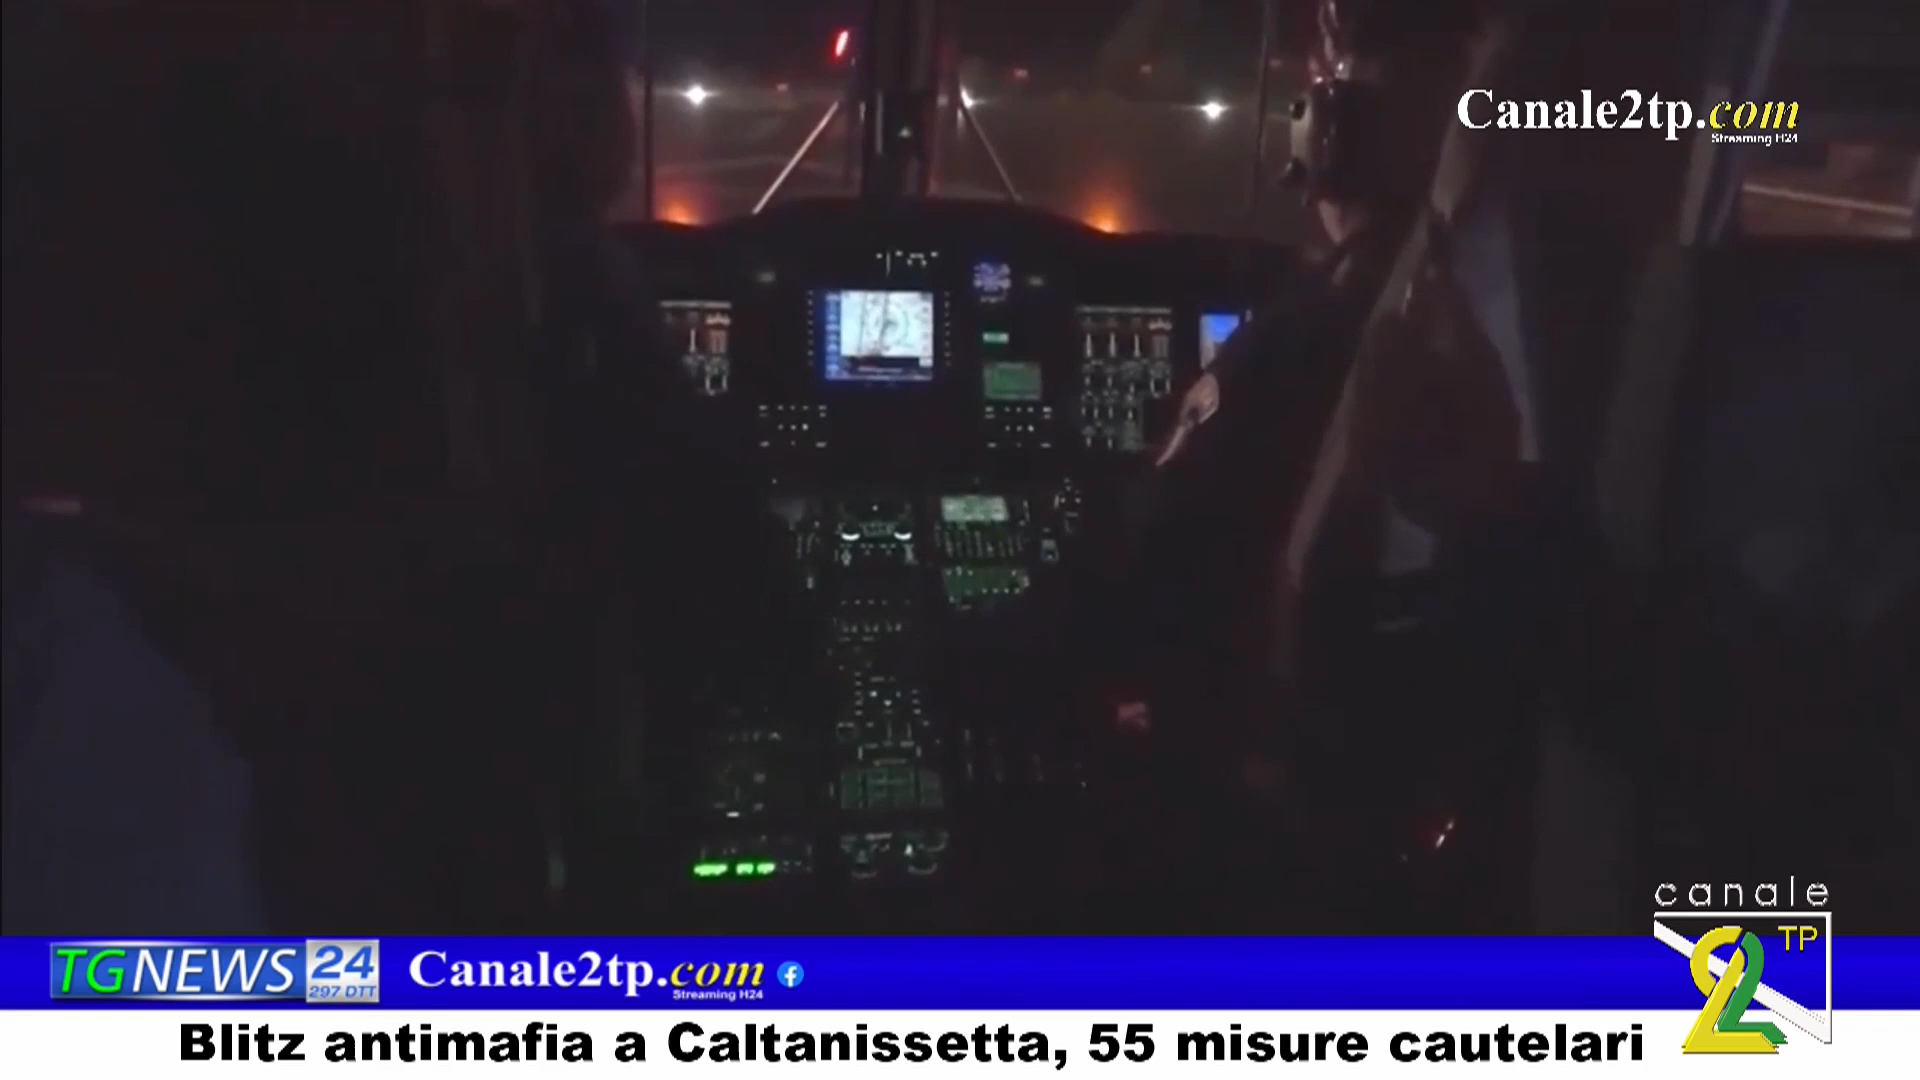 Canale2tp.com
Streaming H24
canale
TP
2
TGNEWS 24
297 DTT
Canale2tp.com
Streaming H24
Blitz antimafia a Caltanissetta, 55 misure cautelari